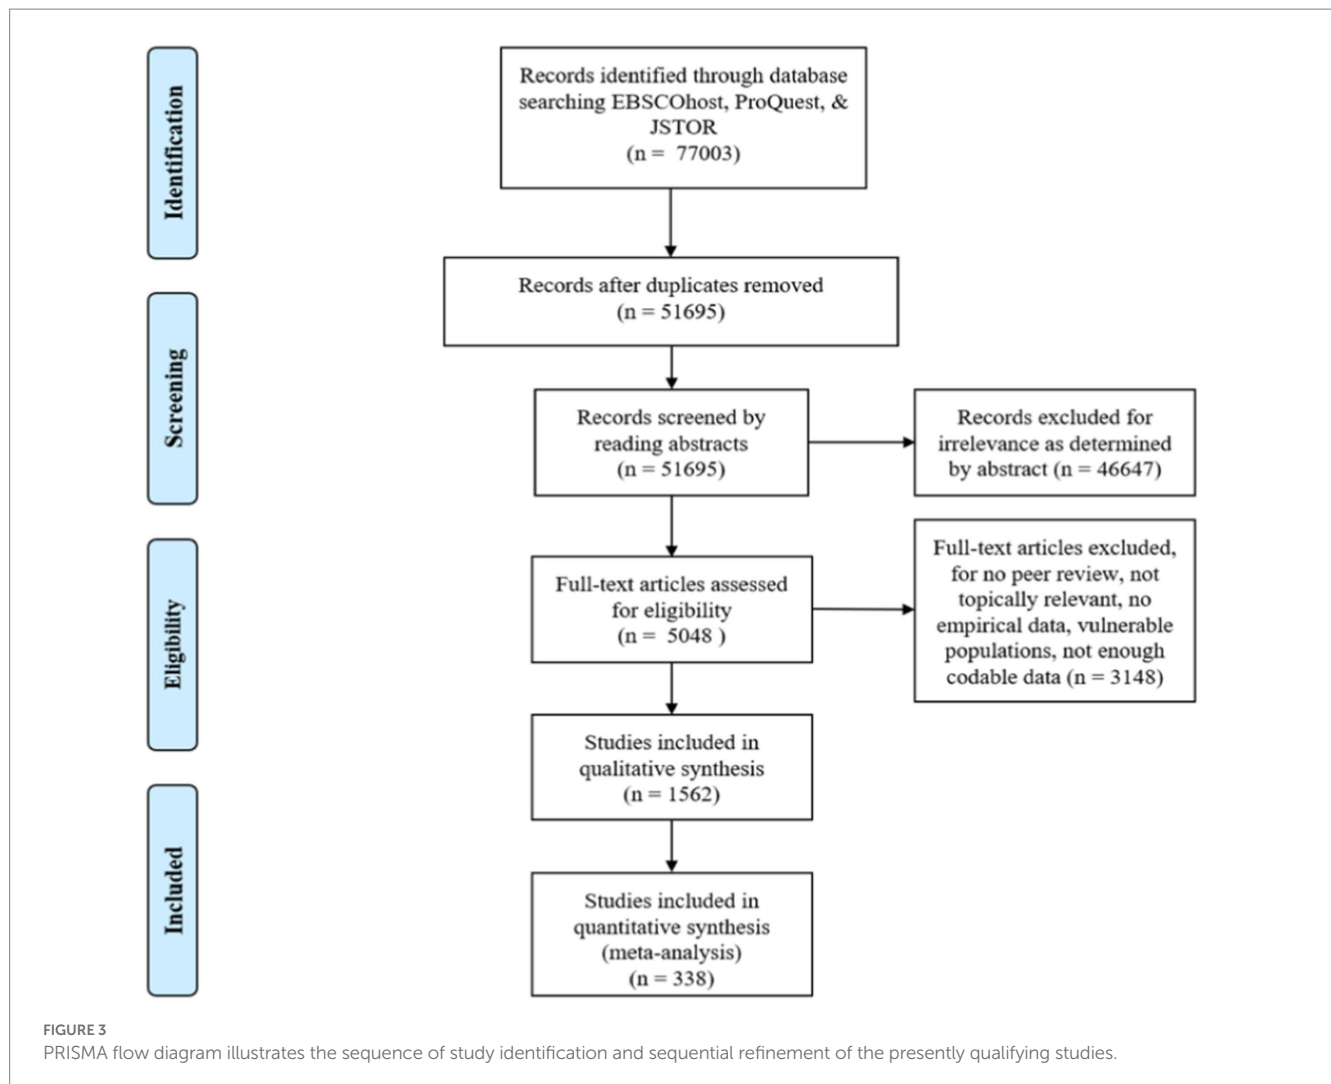 Identification
Records identified through database
searching EBSCOhost, ProQuest, &
JSTOR
(n = 77003)
Screening
Records after duplicates removed
(n = 51695)
Records screened by
reading abstracts
(n = 51695)
Records excluded for
irrelevance as determined
by abstract (n = 46647)
Eligibility
Full-text articles assessed
for eligibility
(n = 5048 )
Full-text articles excluded,
for no peer review, not
topically relevant, no
empirical data, vulnerable
populations, not enough
codable data (n = 3148)
Studies included in
qualitative synthesis
(n = 1562)
Included
Studies included in
quantitative synthesis
(meta-analysis)
(n = 338)
FIGURE 3
PRISMA flow diagram illustrates the sequence of study identification and sequential refinement of the presently qualifying studies.